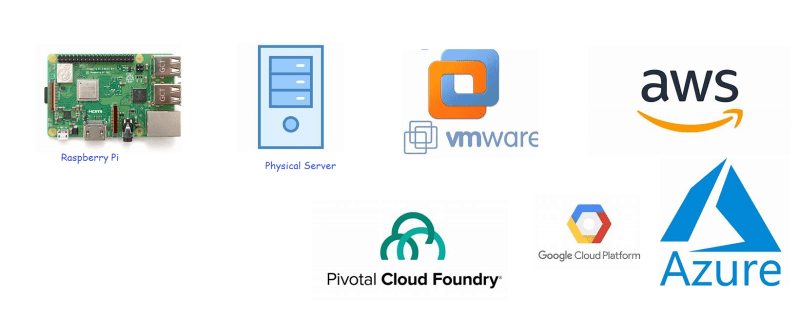 aws
vmware
Raspberry Pi
Physical Server
Azure
Google Cloud Platform
Pivotal Cloud Foundry